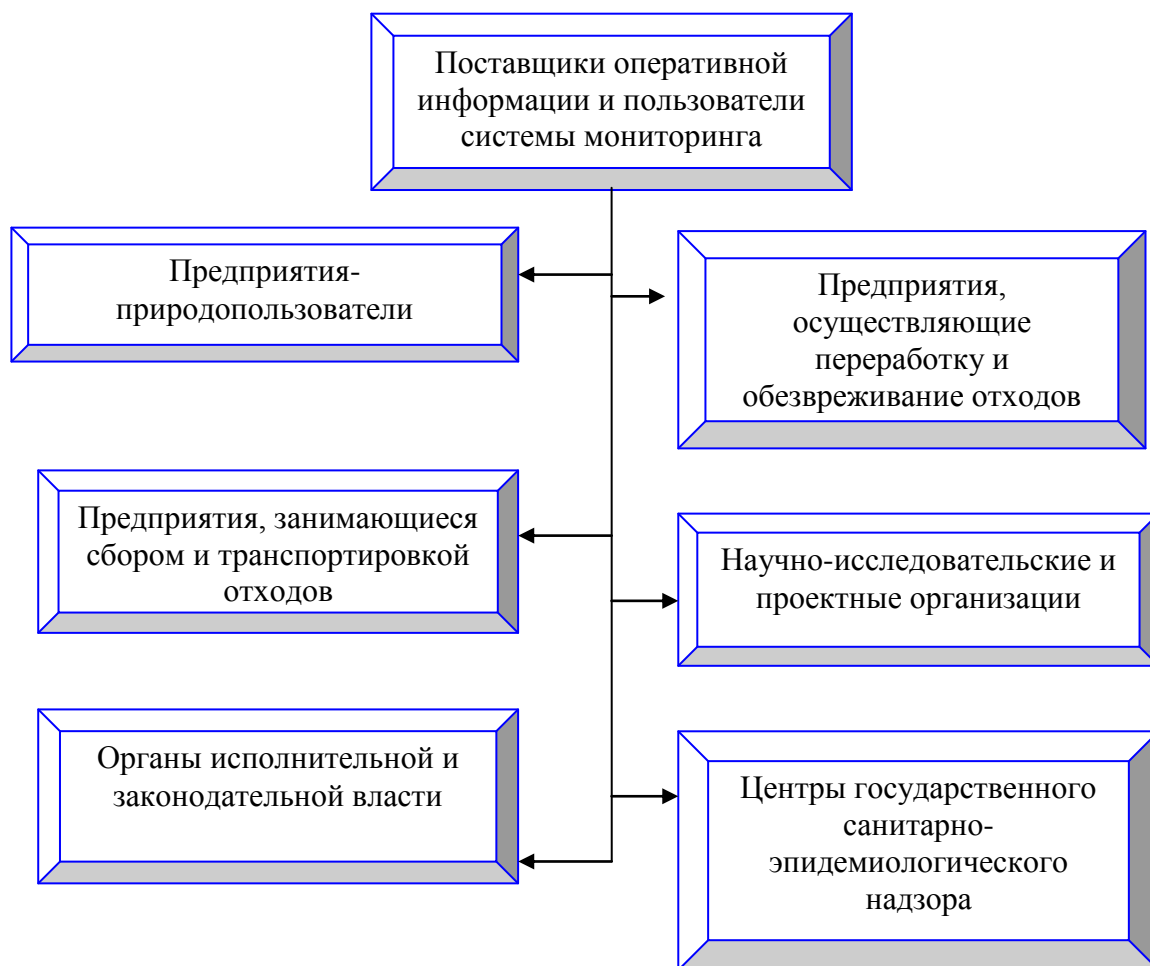 Поставщики оперативной
информации и пользователи
системы мониторинга
Предприятия-
природопользователи
Предприятия,
осуществляющие
переработку и
обезвреживание отходов
Предприятия, занимающиеся
сбором и транспортировкой
отходов
Научно-исследовательские и
проектные организации
Органы исполнительной и
законодательной власти
Центры государственного
санитарно-
эпидемиологического
надзора